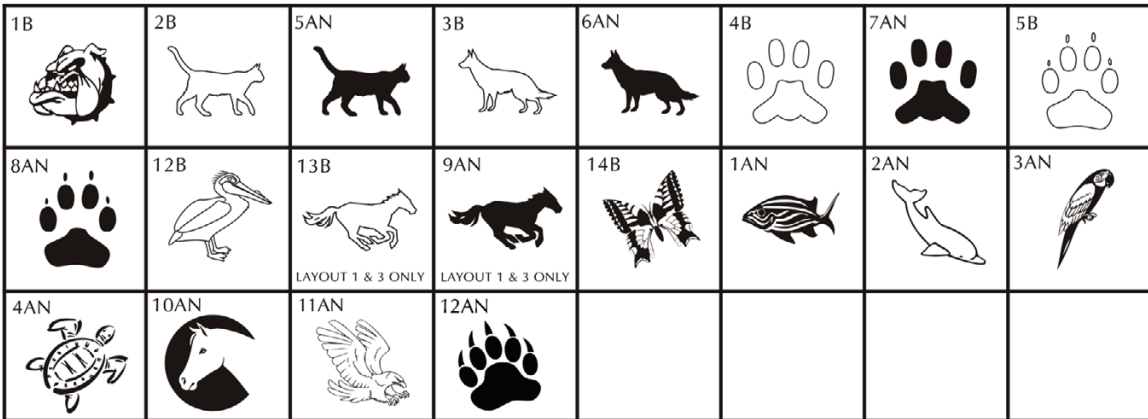 1B 2B 5AN 3B 6AN 4B 7AN 5B
8AN 12B 13B 9AN 14B 1AN 2AN 3AN
LAYOUT 1 & 3 ONLY LAYOUT 1 & 3 ONLY
4AN 10AN 11AN 12AN